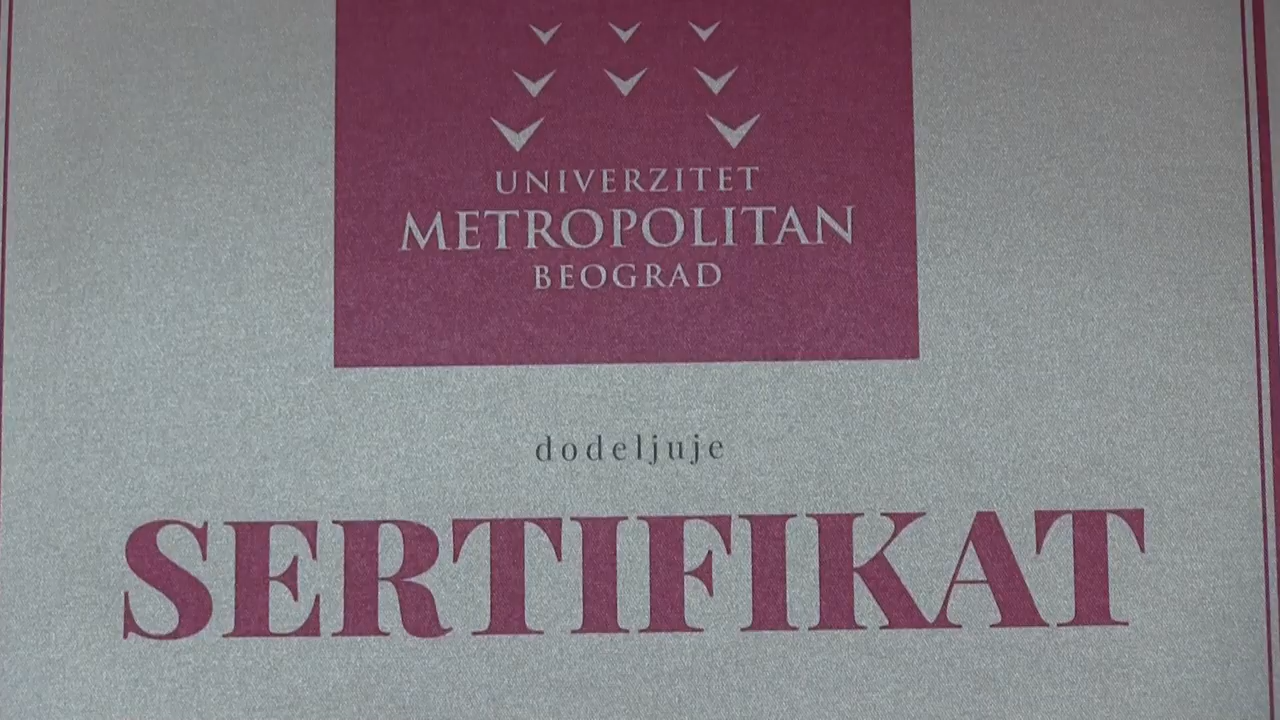 UNIVERZITET
METROPOLITAN
BEOGRAD
dodeljuje
SERTIFIKAT